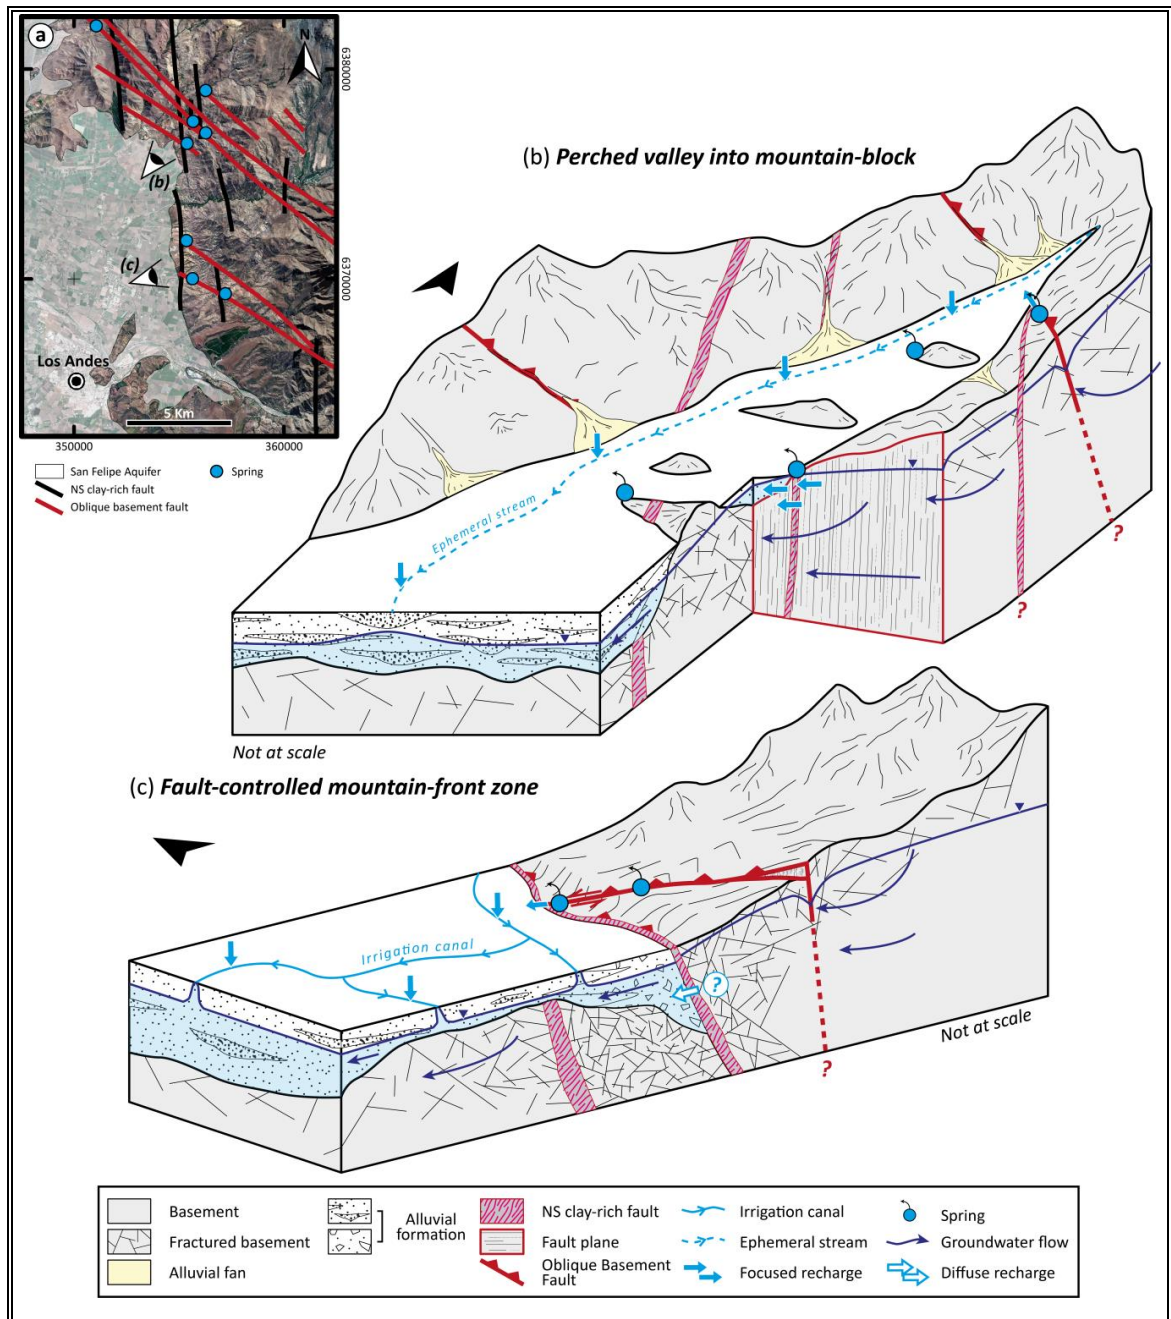 a
N
6380000
(b)
(c)
6370000
Los Andes
5 Km
350000
360000
San Felipe Aquifer
Spring
NS clay-rich fault
Oblique basement fault
(b) Perched valley into mountain-block
Ephemeral stream
?
?
Not at scale
(c) Fault-controlled mountain-front zone
Irrigation canal
?
Not at scale
?
Basement
Fractured basement
Alluvial fan
Alluvial
formation
NS clay-rich fault
Fault plane
Oblique Basement
Fault
Irrigation canal
Ephemeral stream
Focused recharge
Spring
Groundwater flow
Diffuse recharge